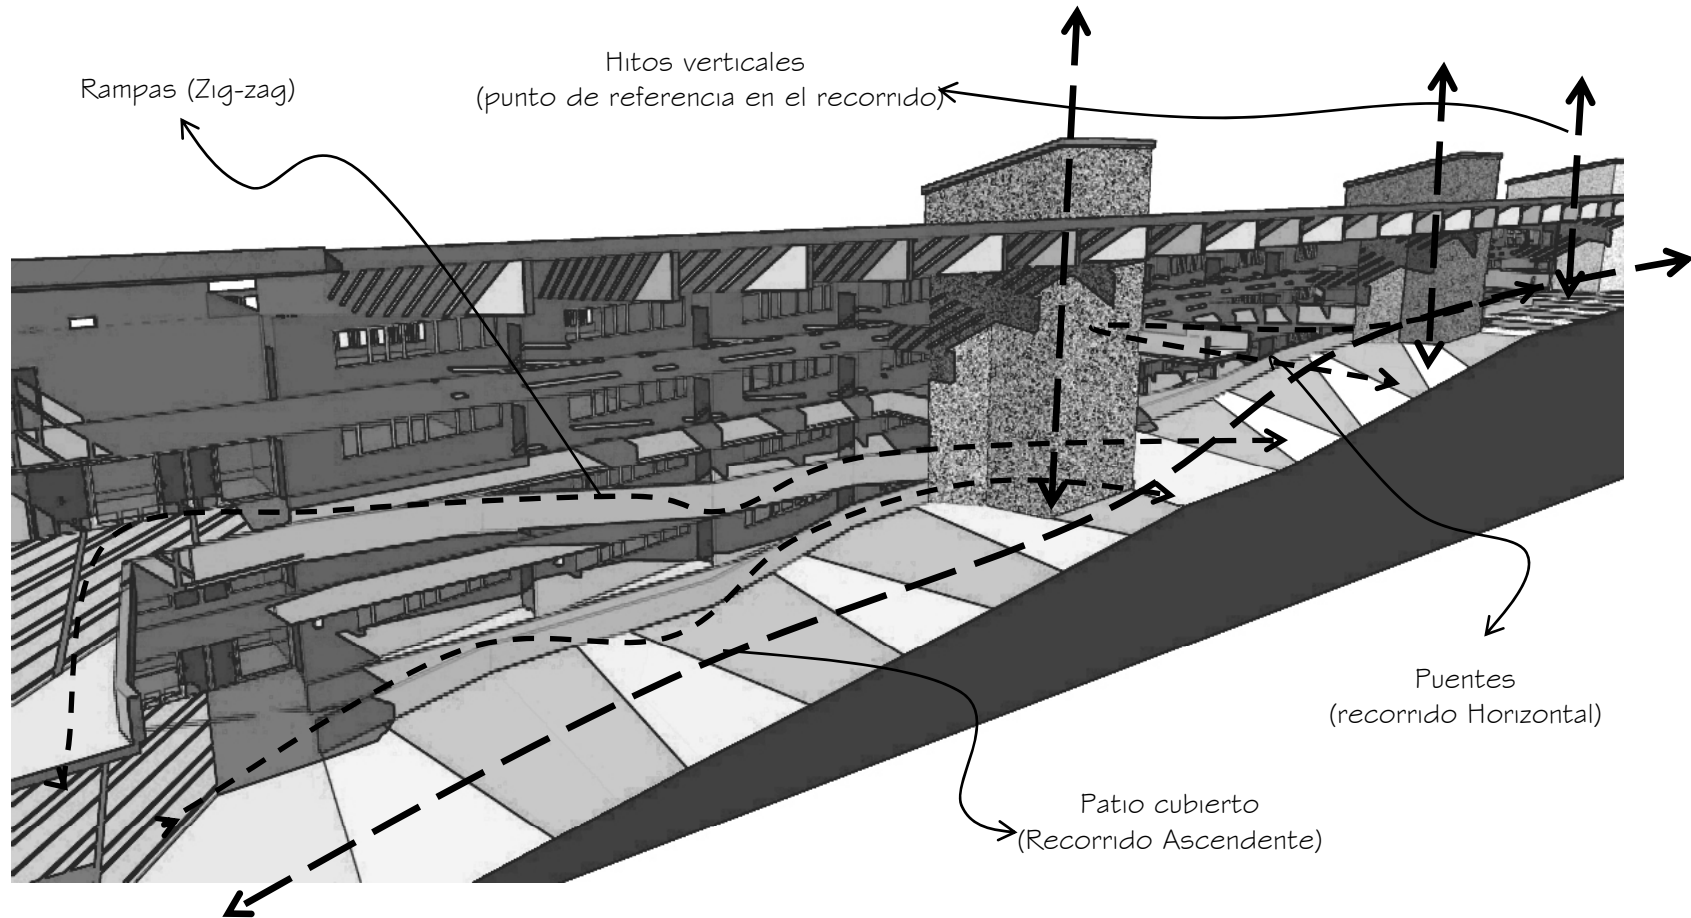 Hitos verticales
(punto de referencia en el recorrido)
Rampas (Zig-zag)
Puentes
(recorrido Horizontal)
Patio cubierto
(Recorrido Ascendente)